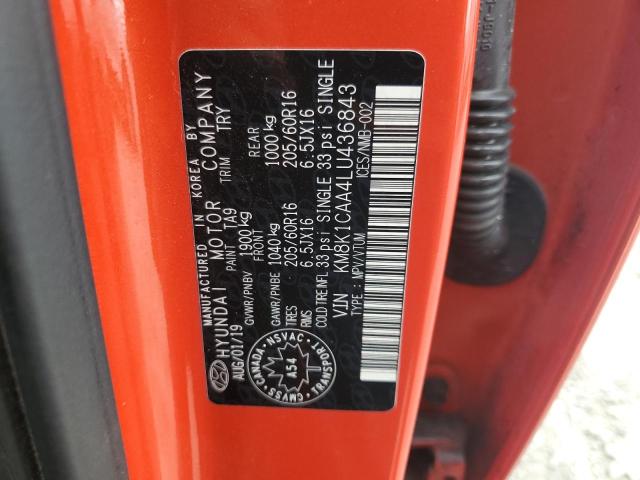 MANUFACTURED IN KOREA BY
HYUNDAI MOTOR COMPANY
AUG/01/19 PAINT TA9 TRIM TRY
GVWR/PNBV 1900 kg
FRONT REAR
GAWR/PNBE 1040 kg 1000 kg
TIRES 205/60R16 205/60R16
RIMS 6.5JX16 6.5JX16
COLD TIRE INFL 33 psi SINGLE 33 psi SINGLE
VIN KM8K1CAA4LU436843
TYPE : MPV/VTUM ICES/NMB-002
CANADA NSVAC
A54
CMVSS TRANSPORT